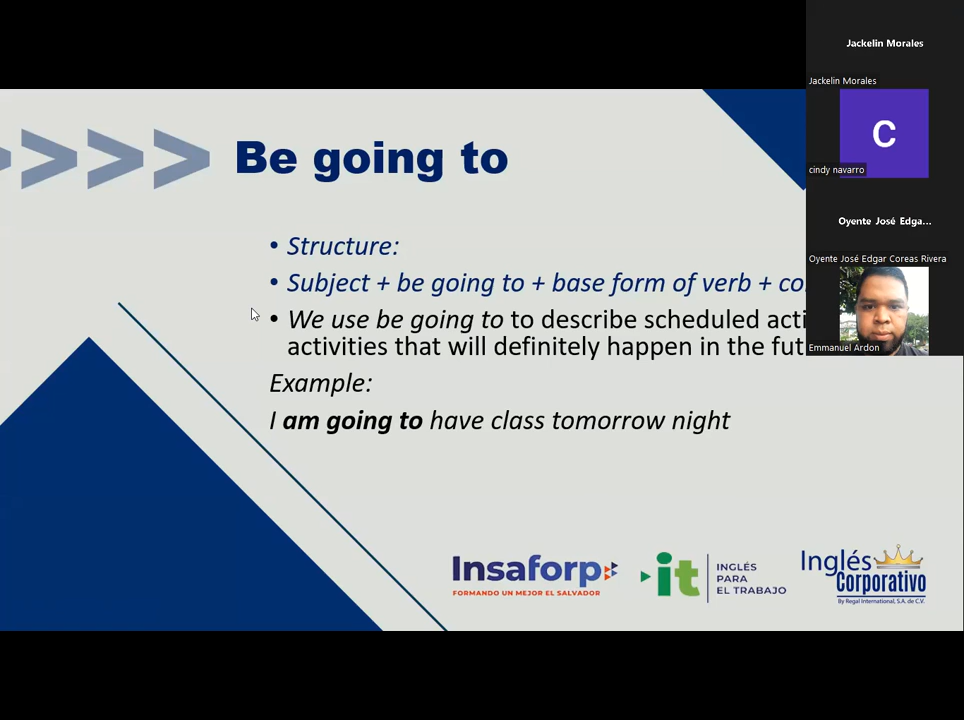 Jackelin Morales
Jackelin Morales
C
cindy navarro
Oyente José Edga...
Oyente José Edgar Coreas Rivera
Emmanuel Ardon
>>>> Be going to
• Structure:
• Subject + be going to + base form of verb +
• We use be going to to describe scheduled
activities that will definitely happen in the
Example:
I am going to have class tomorrow night
Insaforp
FORMANDO UN MEJOR EL SALVADOR
it
INGLÉS
PARA
EL TRABAJO
Inglés
Corporativo
By Regal International, S.A. de C.V.